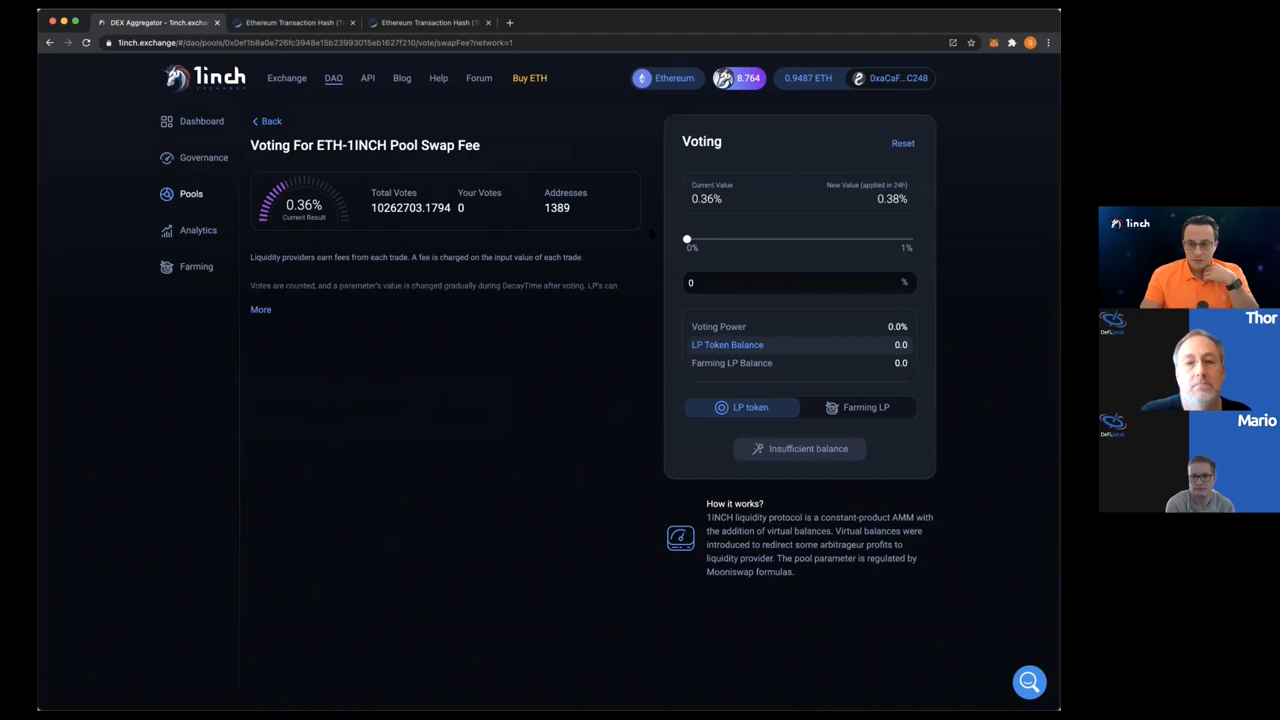 DEX Aggregator - 1inch.excha
Ethereum Transaction Hash (T
Ethereum Transaction Hash (T
1inch.exchange/#/dao/pools/0x0ef1b8a0e726fc3948e15b23993015eb1627f210/vote/swapFee?network=1
S
1inch
EXCHANGE
Exchange
DAO
API
Blog
Help
Forum
Buy ETH
Ethereum
8.764
0.9487 ETH
0xaCaF...C248
Dashboard
Governance
Pools
Analytics
Farming
Back
Voting For ETH-1INCH Pool Swap Fee
0.36%
Current Result
Total Votes
10262703.1794
Your Votes
0
Addresses
1389
Liquidity providers earn fees from each trade. A fee is charged on the input value of each trade.
Votes are counted, and a parameter's value is changed gradually during DecayTime after voting. LP's can
More
Voting
Reset
Current Value
New Value (applied in 24h)
0.36%
0.38%
0%
1%
0
%
Voting Power
0.0%
LP Token Balance
0.0
Farming LP Balance
0.0
LP token
Farming LP
Insufficient balance
How it works?
1INCH liquidity protocol is a constant-product AMM with
the addition of virtual balances. Virtual balances were
introduced to redirect some arbitrageur profits to
liquidity provider. The pool parameter is regulated by
Mooniswap formulas.
1inch
Thor
Mario